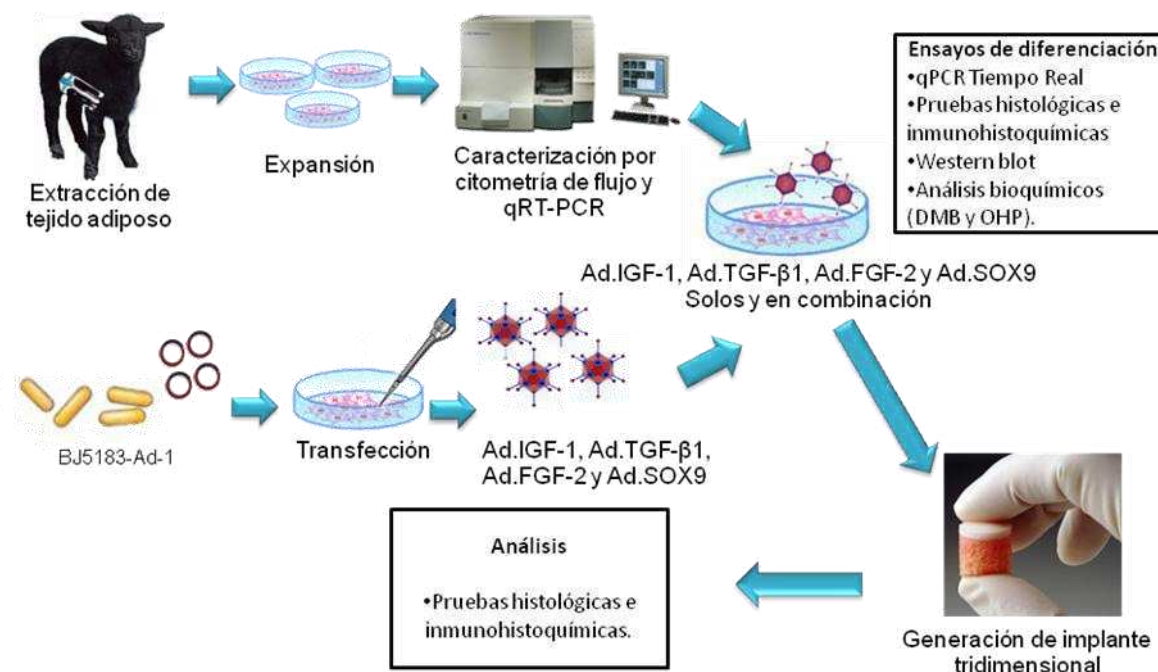 Extracción de
tejido adiposo
Expansión
Caracterización por
citometría de flujo y
qRT-PCR
Ensayos de diferenciación
•qPCR Tiempo Real
•Pruebas histológicas e
inmunohistoquímicas
•Western blot
•Análisis bioquímicos
(DMB y OHP).
Ad.IGF-1, Ad.TGF-β1, Ad.FGF-2 y Ad.SOX9
Solos y en combinación
BJ5183-Ad-1
Transfección
Ad.IGF-1, Ad.TGF-β1,
Ad.FGF-2 y Ad.SOX9
Generación de implante
tridimensional
Análisis
•Pruebas histológicas e
inmunohistoquímicas.